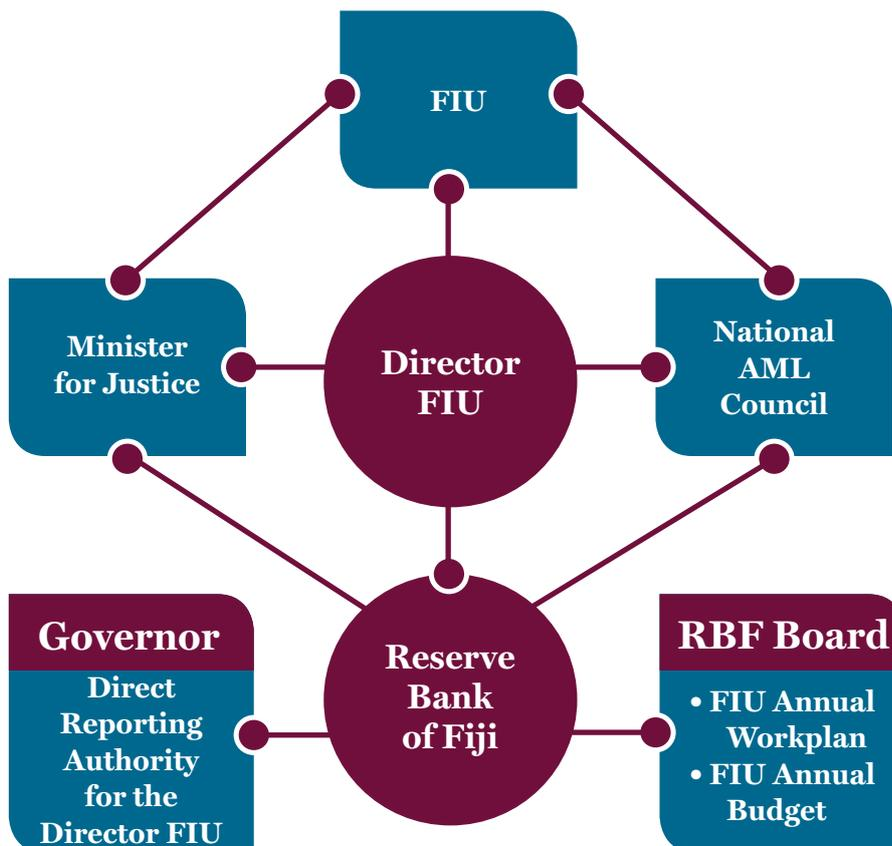 FIU
Minister
for Justice
Director
FIU
National
AML
Council
Governor
Direct
Reporting
Authority
for the
Director FIU
Reserve
Bank
of Fiji
RBF Board
• FIU Annual
Workplan
• FIU Annual
Budget